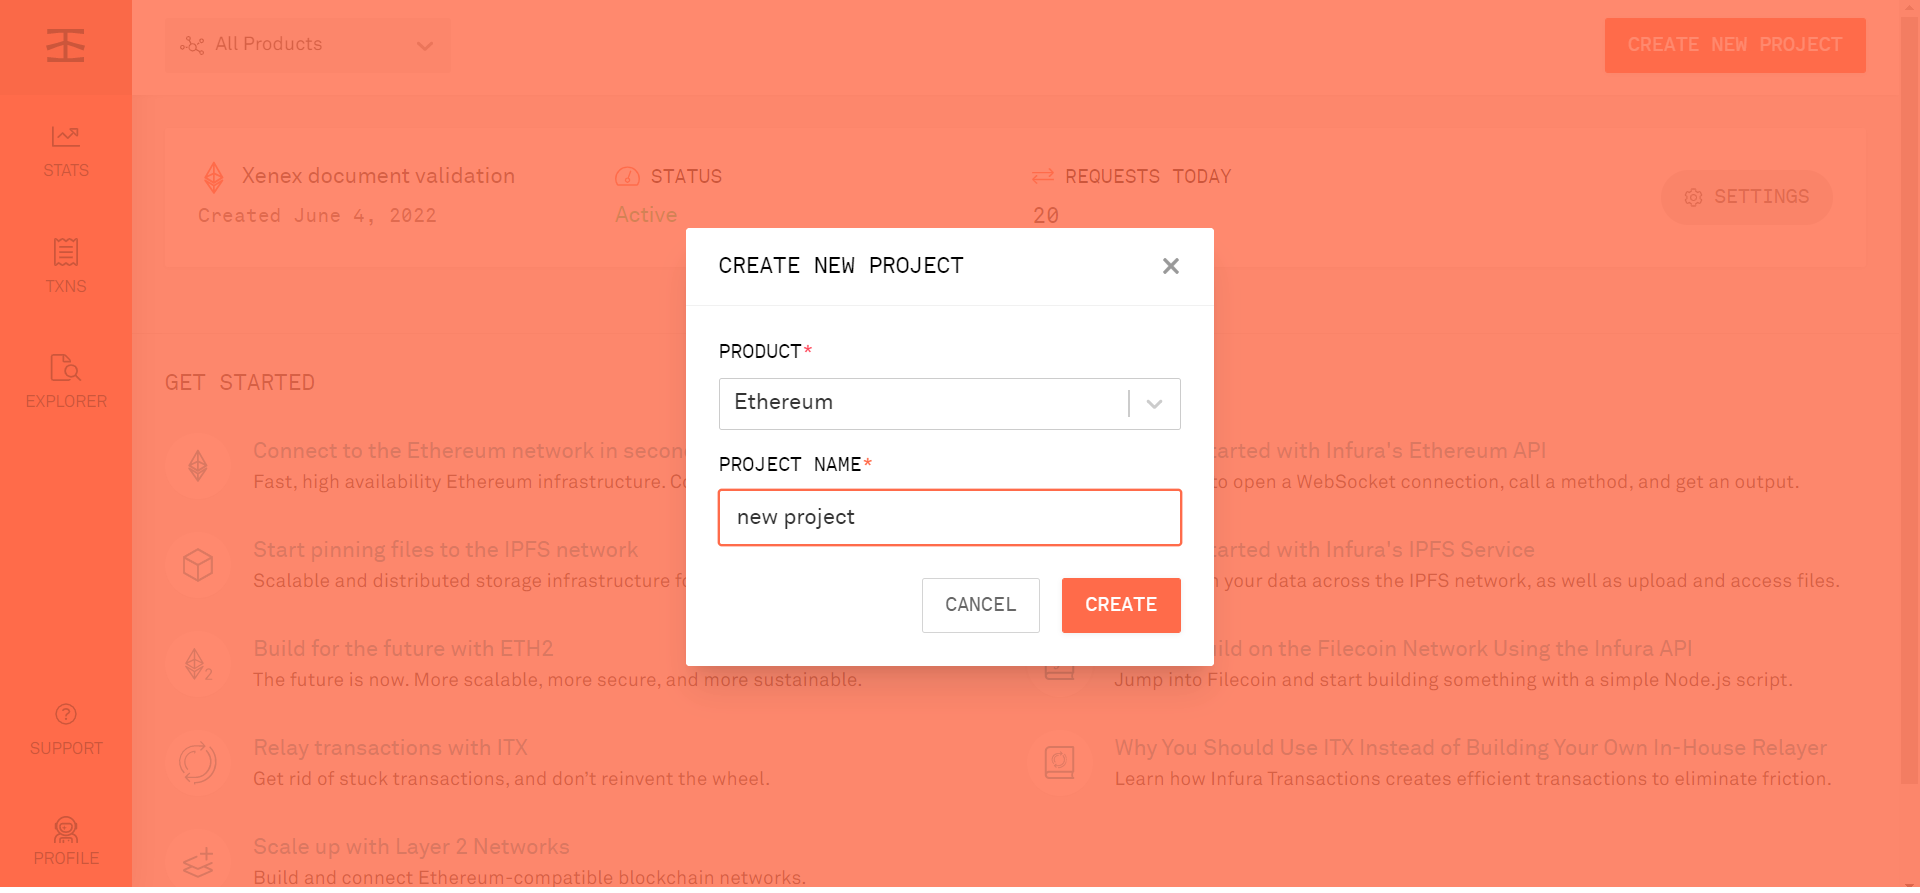 All Products
CREATE NEW PROJECT
STATS
TXNS
EXPLORER
SUPPORT
PROFILE
Xenex document validation
Created June 4, 2022
STATUS
Active
REQUESTS TODAY
20
SETTINGS
CREATE NEW PROJECT
PRODUCT*
Ethereum
PROJECT NAME*
new project
CANCEL
CREATE
GET STARTED
Connect to the Ethereum network in
Fast, high availability Ethereum infrastructure.
with Infura's Ethereum API
to open a WebSocket connection, call a method, and get an output.
Start pinning files to the IPFS network
Scalable and distributed storage infrastructure
with Infura's IPFS Service
your data across the IPFS network, as well as upload and access files.
Build for the future with ETH2
The future is now. More scalable, more secure, and more sustainable.
on the Filecoin Network Using the Infura API
Jump into Filecoin and start building something with a simple Node.js script.
Relay transactions with ITX
Get rid of stuck transactions, and don't reinvent the wheel.
Why You Should Use ITX Instead of Building Your Own In-House Relayer
Learn how Infura Transactions creates efficient transactions to eliminate friction.
Scale up with Layer 2 Networks
Build and connect Ethereum-compatible blockchain networks.